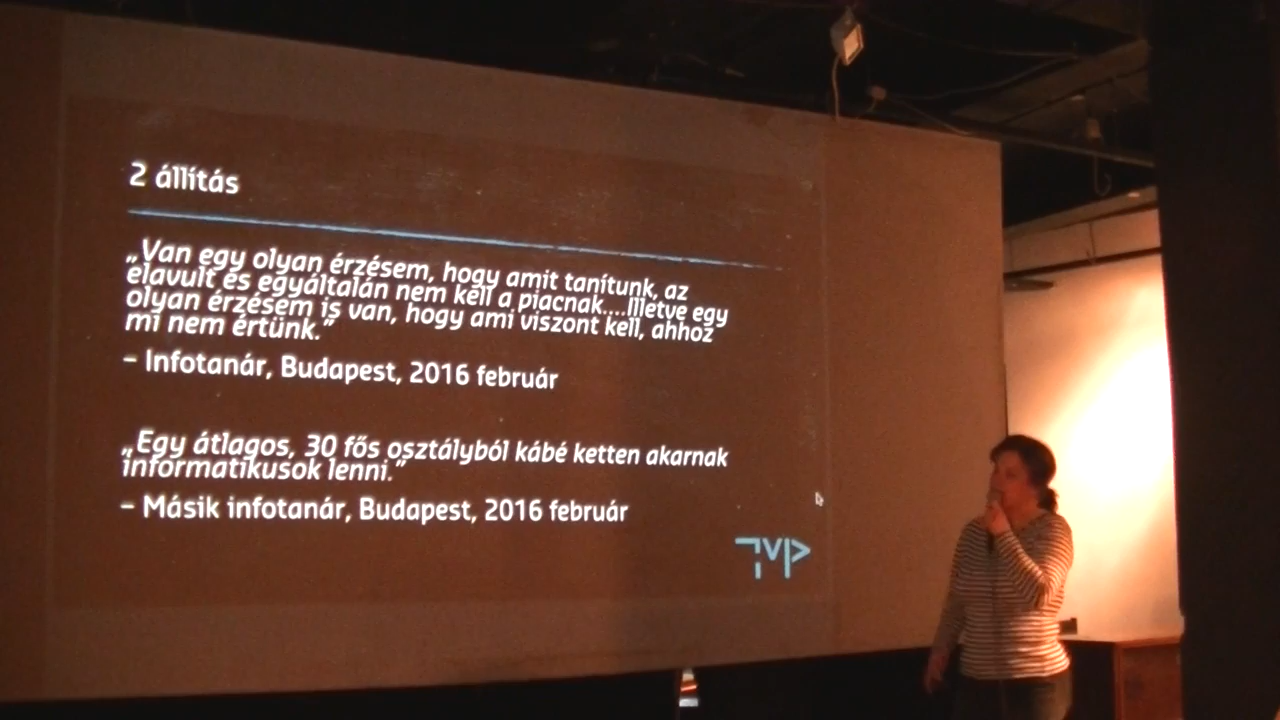 2 állítás
„Van egy olyan érzésem, hogy amit tanítunk, az
elavult és egyáltalán nem kell a piacnak....Illetve egy
olyan érzésem is van, hogy ami viszont kell, ahhoz
mi nem értünk.”
– Infotanár, Budapest, 2016 február
„Egy átlagos, 30 fős osztályból kábé ketten akarnak
informatikusok lenni.”
– Másik infotanár, Budapest, 2016 február